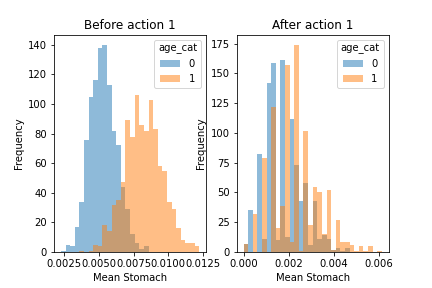 Before action 1
After action 1
Frequency
140
120
100
80
60
40
20
0
age_cat
0
1
0.0025 0.0050 0.0075 0.0100 0.0125
Mean Stomach
Frequency
175
150
125
100
75
50
25
0
age_cat
0
1
0.000 0.002 0.004 0.006
Mean Stomach